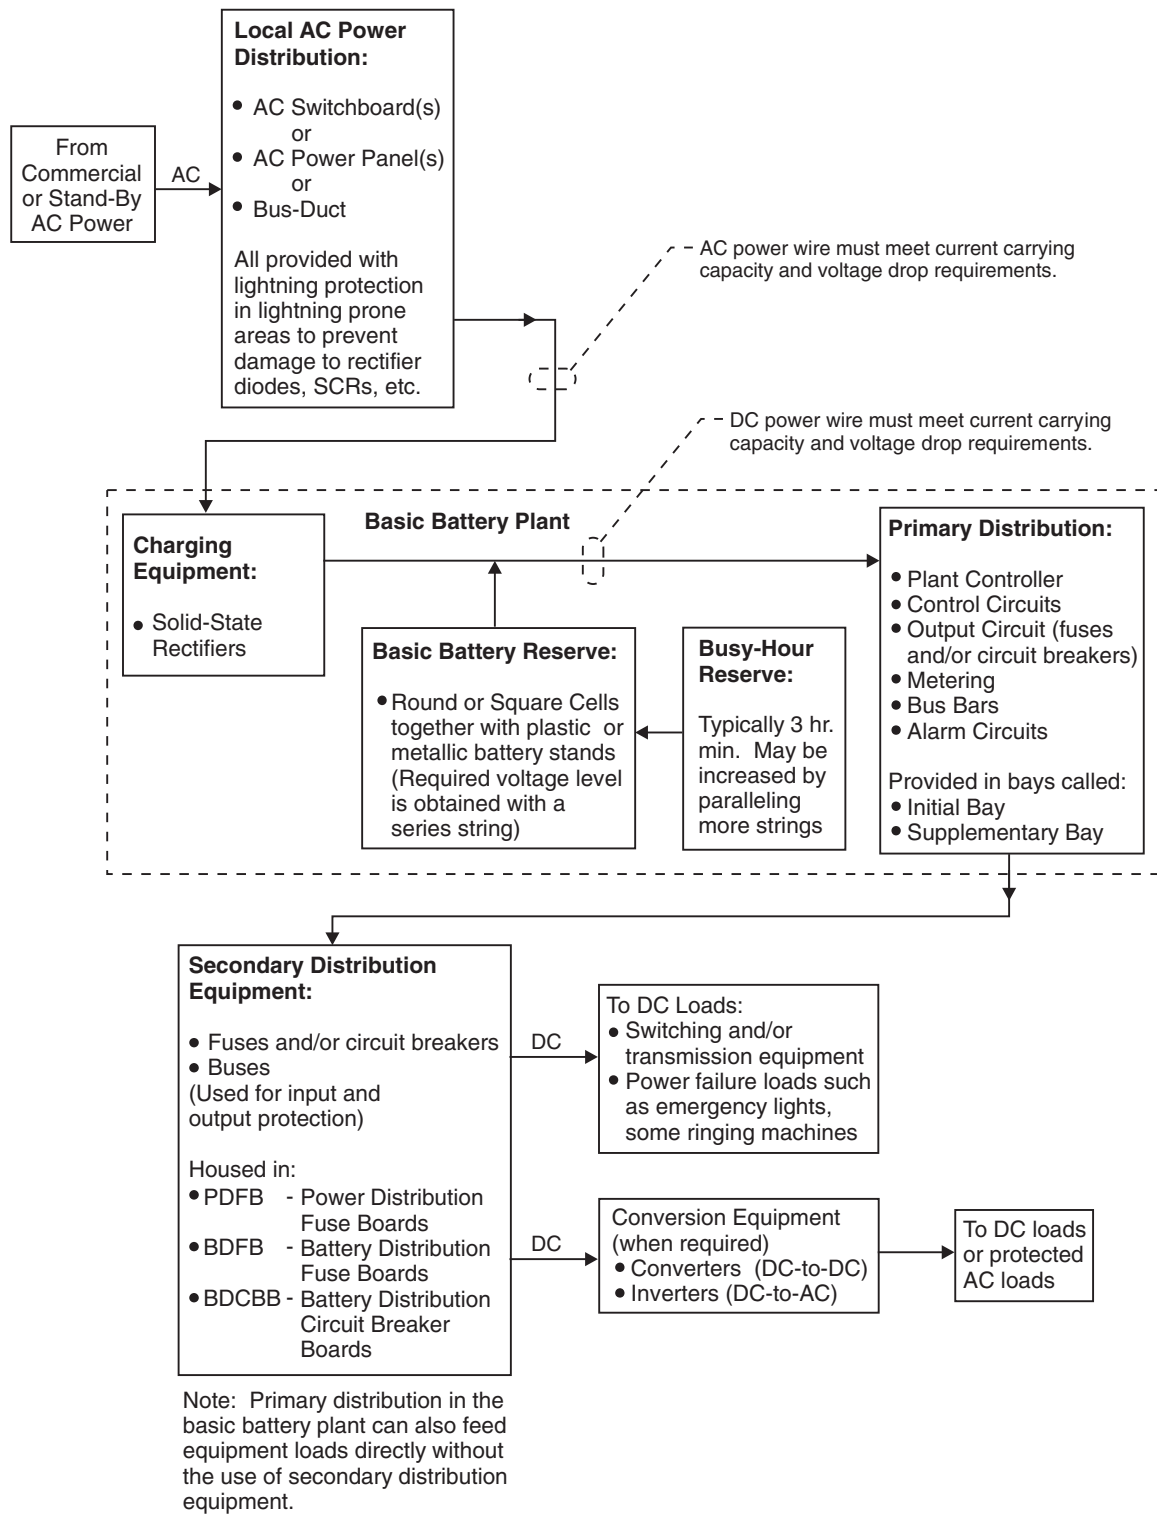 Local AC Power
Distribution:
● AC Switchboard(s)
or
● AC Power Panel(s)
or
● Bus-Duct
All provided with
lightning protection
in lightning prone
areas to prevent
damage to rectifier
diodes, SCRs, etc.
From
Commercial
or Stand-By
AC Power
AC
AC power wire must meet current carrying
capacity and voltage drop requirements.
DC power wire must meet current carrying
capacity and voltage drop requirements.
Basic Battery Plant
Charging
Equipment:
● Solid-State
Rectifiers
Basic Battery Reserve:
● Round or Square Cells
together with plastic or
metallic battery stands
(Required voltage level
is obtained with a
series string)
Busy-Hour
Reserve:
Typically 3 hr.
min. May be
increased by
paralleling
more strings
Primary Distribution:
● Plant Controller
● Control Circuits
● Output Circuit (fuses
and/or circuit breakers)
● Metering
● Bus Bars
● Alarm Circuits
Provided in bays called:
● Initial Bay
● Supplementary Bay
Secondary Distribution
Equipment:
● Fuses and/or circuit breakers
● Buses
(Used for input and
output protection)
Housed in:
● PDFB - Power Distribution
Fuse Boards
● BDFB - Battery Distribution
Fuse Boards
● BDCBB - Battery Distribution
Circuit Breaker
Boards
DC
To DC Loads:
● Switching and/or
transmission equipment
● Power failure loads such
as emergency lights,
some ringing machines
DC
Conversion Equipment
(when required)
● Converters (DC-to-DC)
● Inverters (DC-to-AC)
To DC loads
or protected
AC loads
Note: Primary distribution in the
basic battery plant can also feed
equipment loads directly without
the use of secondary distribution
equipment.